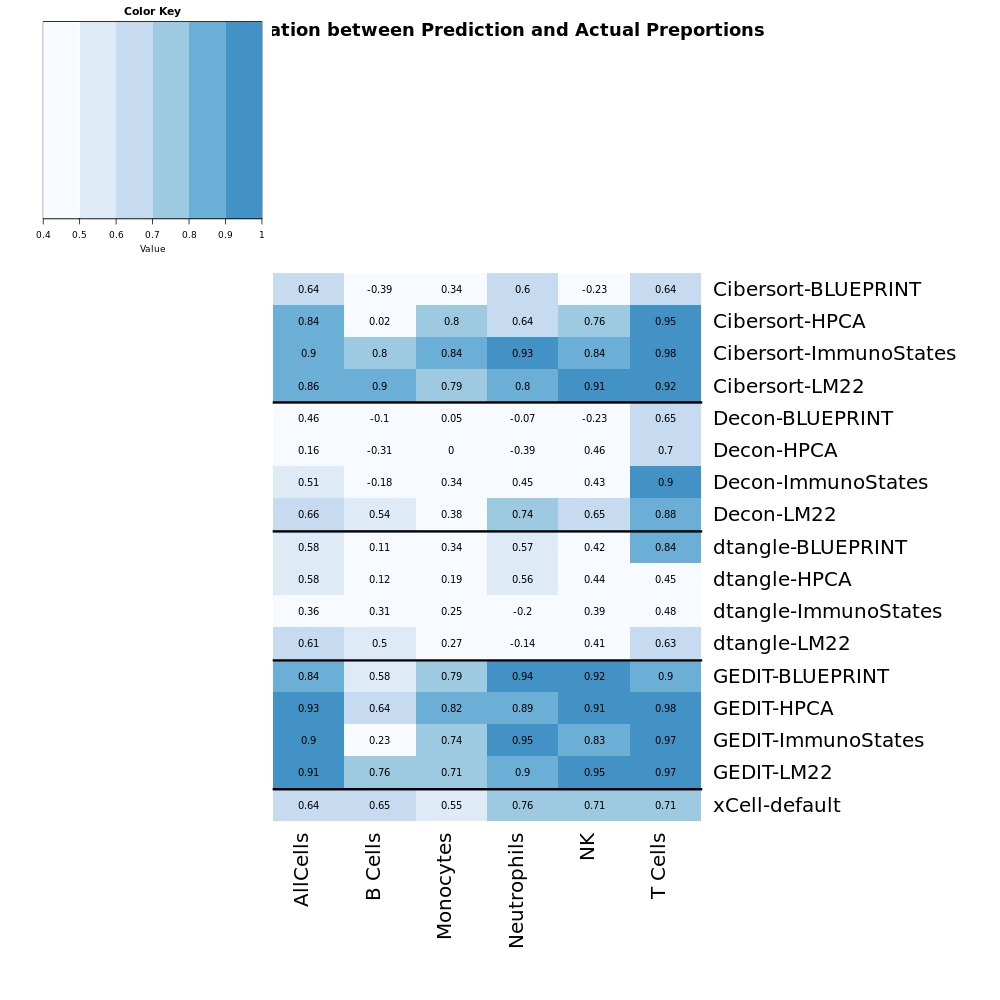 Color Key
ation between Prediction and Actual Preportions
0.4 0.5 0.6 0.7 0.8 0.9 1
Value
0.64 -0.39 0.34 0.6 -0.23 0.64 Cibersort-BLUEPRINT
0.84 0.02 0.8 0.64 0.76 0.95 Cibersort-HPCA
0.9 0.8 0.84 0.93 0.84 0.98 Cibersort-ImmunoStates
0.86 0.9 0.79 0.8 0.91 0.92 Cibersort-LM22
0.46 -0.1 0.05 -0.07 -0.23 0.65 Decon-BLUEPRINT
0.16 -0.31 0 -0.39 0.46 0.7 Decon-HPCA
0.51 -0.18 0.34 0.45 0.43 0.9 Decon-ImmunoStates
0.66 0.54 0.38 0.74 0.65 0.88 Decon-LM22
0.58 0.11 0.34 0.57 0.42 0.84 dtangle-BLUEPRINT
0.58 0.12 0.19 0.56 0.44 0.45 dtangle-HPCA
0.36 0.31 0.25 -0.2 0.39 0.48 dtangle-ImmunoStates
0.61 0.5 0.27 -0.14 0.41 0.63 dtangle-LM22
0.84 0.58 0.79 0.94 0.92 0.9 GEDIT-BLUEPRINT
0.93 0.64 0.82 0.89 0.91 0.98 GEDIT-HPCA
0.9 0.23 0.74 0.95 0.83 0.97 GEDIT-ImmunoStates
0.91 0.76 0.71 0.9 0.95 0.97 GEDIT-LM22
0.64 0.65 0.55 0.76 0.71 0.71 xCell-default
AllCells
B Cells
Monocytes
Neutrophils
NK
T Cells